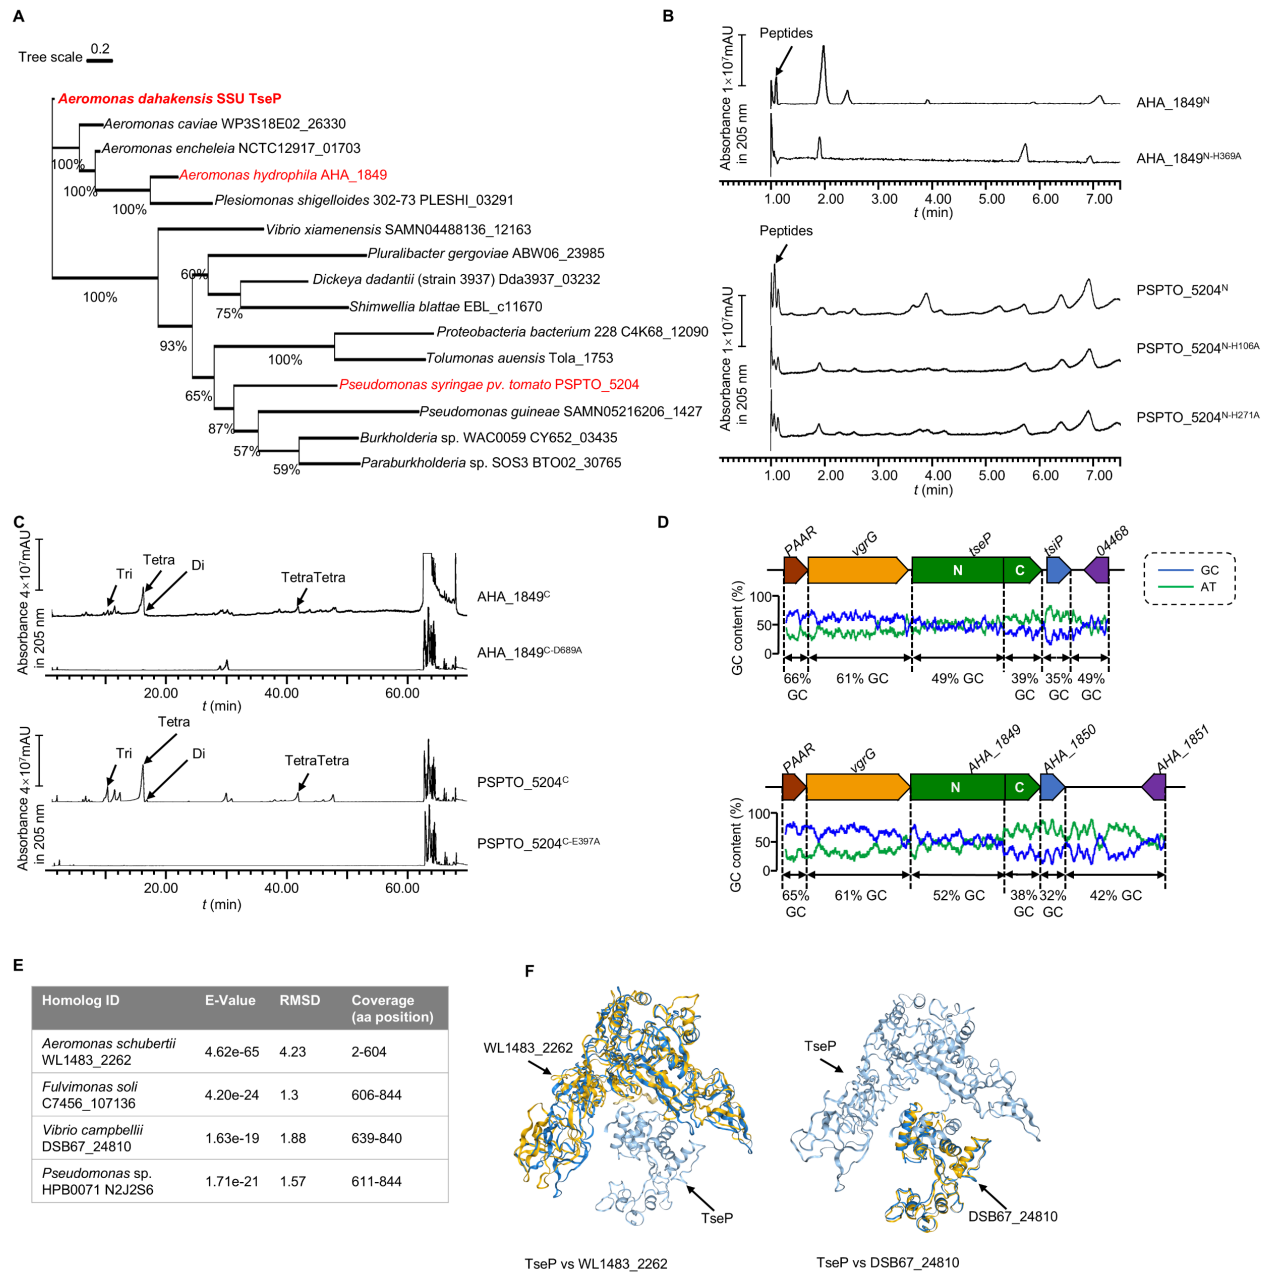 A
Tree scale
0.2
Aeromonas dahakensis SSU TseP
Aeromonas caviae WP3S18E02_26330
Aeromonas encheleia NCTC12917_01703
100%
Aeromonas hydrophila AHA_1849
100%
Plesiomonas shigelloides 302-73 PLESHI_03291
100%
Vibrio xiamenensis SAMN04488136_12163
Pluralibacter gergoviae ABW06_23985
60%
Dickeya dadantii (strain 3937) Dda3937_03232
100%
Shimwellia blattae EBL_c11670
75%
Proteobacteria bacterium 228 C4K68_12090
93%
100%
Tolumonas auensis Tola_1753
Pseudomonas syringae pv. tomato PSPTO_5204
65%
Pseudomonas guineae SAMN05216206_1427
87%
Burkholderia sp. WAC0059 CY652_03435
57%
Paraburkholderia sp. SOS3 BTO02_30765
59%
B
Absorbance 1×10⁷mAU
in 205 nm
Peptides
AHA_1849ᴺ
AHA_1849ᴺ⁻ᴴ³⁶⁹ᴬ
1.00 2.00 3.00 4.00 5.00 6.00 7.00
t (min)
Absorbance 1×10⁷mAU
in 205 nm
Peptides
PSPTO_5204ᴺ
PSPTO_5204ᴺ⁻ᴴ¹⁰⁶ᴬ
PSPTO_5204ᴺ⁻ᴴ²⁷¹ᴬ
1.00 2.00 3.00 4.00 5.00 6.00 7.00
t (min)
C
Absorbance 4×10⁷mAU
in 205 nm
Tri
Tetra
Di
TetraTetra
AHA_1849ᶜ
AHA_1849ᶜ⁻ᴰ⁶⁸⁹ᴬ
20.00 40.00 60.00
t (min)
Absorbance 4×10⁷mAU
in 205 nm
Tetra
Tri
Di
TetraTetra
PSPTO_5204ᶜ
PSPTO_5204ᶜ⁻ᴱ³⁹⁷ᴬ
20.00 40.00 60.00
t (min)
D
PAAR vgrG tseP tsiP 04468
N C
GC
AT
GC content (%)
100
50
0
66% GC 61% GC 49% GC 39% GC 35% GC 49% GC
PAAR vgrG AHA_1849 AHA_1850 AHA_1851
N C
GC content (%)
100
50
0
65% GC 61% GC 52% GC 38% GC 32% GC 42% GC
E
Homolog ID E-Value RMSD Coverage (aa position)
Aeromonas schubertii WL1483_2262 4.62e-65 4.23 2-604
Fulvimonas soli C7456_107136 4.20e-24 1.3 606-844
Vibrio campbellii DSB67_24810 1.63e-19 1.88 639-840
Pseudomonas sp. HPB0071 N2J2S6 1.71e-21 1.57 611-844
F
WL1483_2262
TseP
TseP vs WL1483_2262
TseP
DSB67_24810
TseP vs DSB67_24810